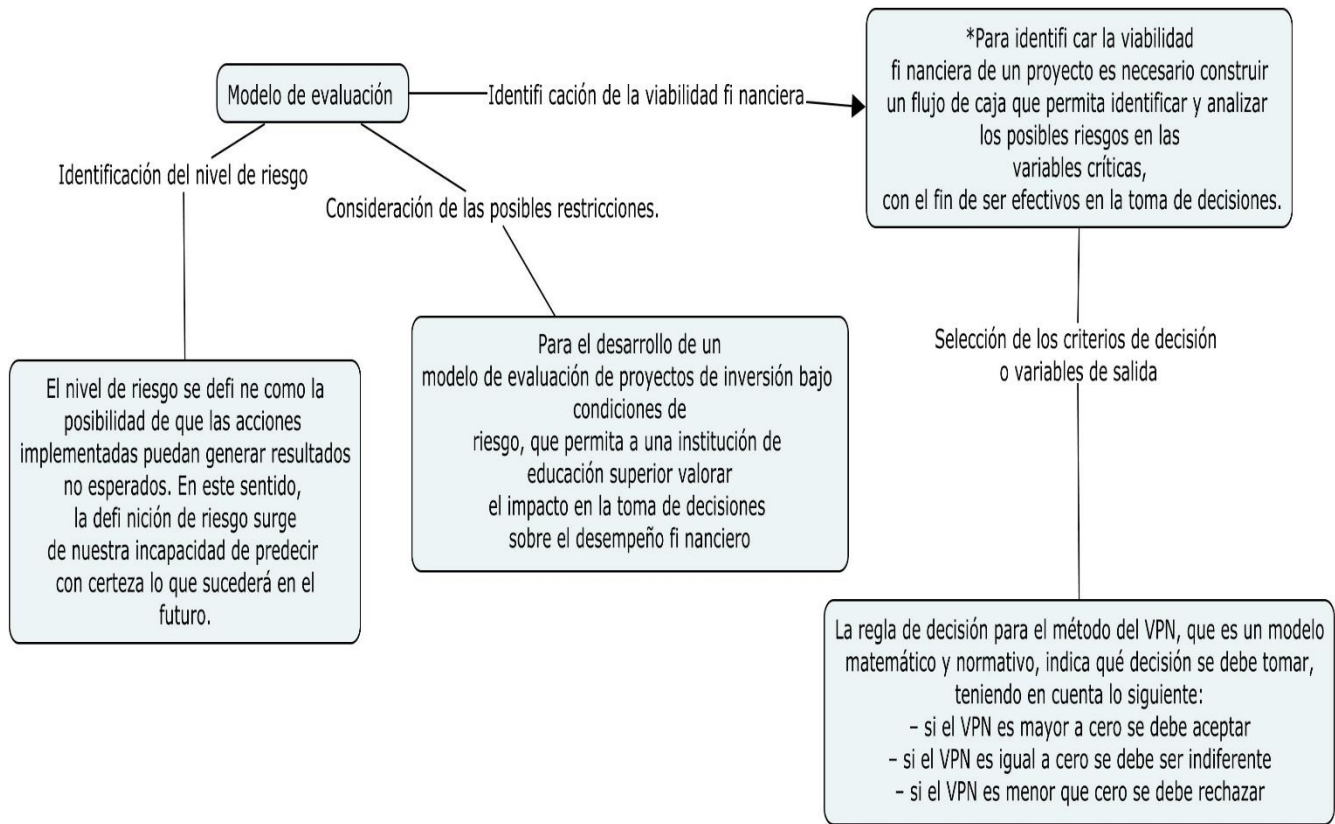 Modelo de evaluación
Identifi cación de la viabilidad fi nanciera
*Para identifi car la viabilidad
fi nanciera de un proyecto es necesario construir
un flujo de caja que permita identificar y analizar
los posibles riesgos en las
variables críticas,
con el fin de ser efectivos en la toma de decisiones.
Identificación del nivel de riesgo
Consideración de las posibles restricciones.
El nivel de riesgo se defi ne como la
posibilidad de que las acciones
implementadas puedan generar resultados
no esperados. En este sentido,
la defi nición de riesgo surge
de nuestra incapacidad de predecir
con certeza lo que sucederá en el
futuro.
Para el desarrollo de un
modelo de evaluación de proyectos de inversión bajo
condiciones de
riesgo, que permita a una institución de
educación superior valorar
el impacto en la toma de decisiones
sobre el desempeño fi nanciero
Selección de los criterios de decisión
o variables de salida
La regla de decisión para el método del VPN, que es un modelo
matemático y normativo, indica qué decisión se debe tomar,
teniendo en cuenta lo siguiente:
– si el VPN es mayor a cero se debe aceptar
– si el VPN es igual a cero se debe ser indiferente
– si el VPN es menor que cero se debe rechazar